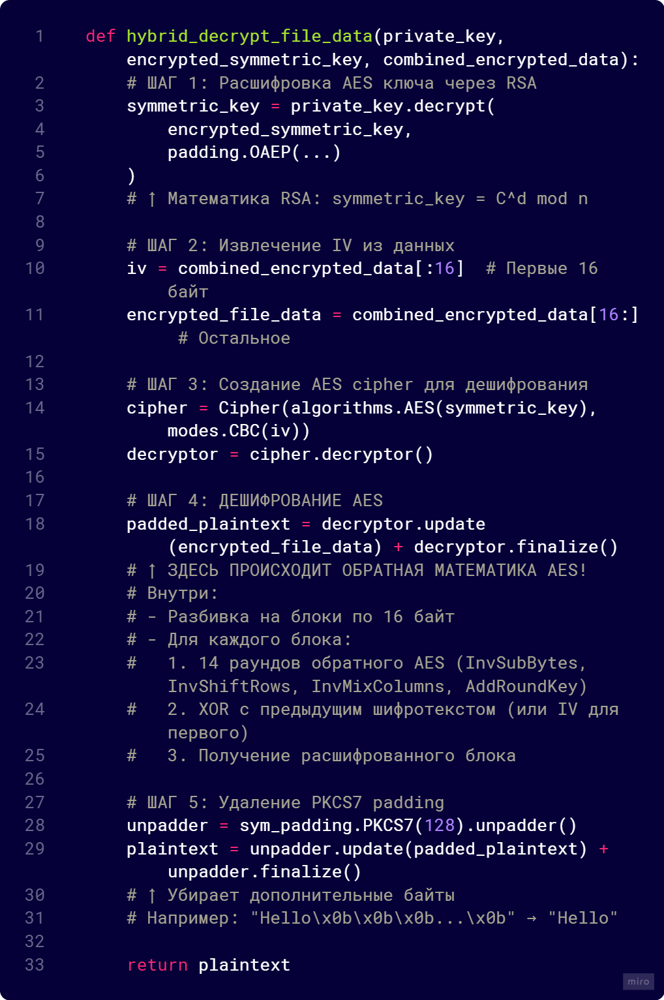 1 def hybrid_decrypt_file_data(private_key,
encrypted_symmetric_key, combined_encrypted_data):
2 # ШАГ 1: Расшифровка AES ключа через RSA
3 symmetric_key = private_key.decrypt(
4 encrypted_symmetric_key,
5 padding.OAEP(...)
6 )
7 # ↑ Математика RSA: symmetric_key = C^d mod n
8
9 # ШАГ 2: Извлечение IV из данных
10 iv = combined_encrypted_data[:16]  # Первые 16
байт
11 encrypted_file_data = combined_encrypted_data[16:]
# Остальное
12
13 # ШАГ 3: Создание AES cipher для дешифрования
14 cipher = Cipher(algorithms.AES(symmetric_key),
modes.CBC(iv))
15 decryptor = cipher.decryptor()
16
17 # ШАГ 4: ДЕШИФРОВАНИЕ AES
18 padded_plaintext = decryptor.update
(encrypted_file_data) + decryptor.finalize()
19 # ↑ ЗДЕСЬ ПРОИСХОДИТ ОБРАТНАЯ МАТЕМАТИКА AES!
20 # Внутри:
21 # - Разбивка на блоки по 16 байт
22 # - Для каждого блока:
23 #   1. 14 раундов обратного AES (InvSubBytes,
InvShiftRows, InvMixColumns, AddRoundKey)
24 #   2. XOR с предыдущим шифротекстом (или IV для
первого)
25 #   3. Получение расшифрованного блока
26
27 # ШАГ 5: Удаление PKCS7 padding
28 unpadder = sym_padding.PKCS7(128).unpadder()
29 plaintext = unpadder.update(padded_plaintext) +
unpadder.finalize()
30 # ↑ Убирает дополнительные байты
31 # Например: "Hello\x0b\x0b\x0b...\x0b" → "Hello"
32
33 return plaintext
miro